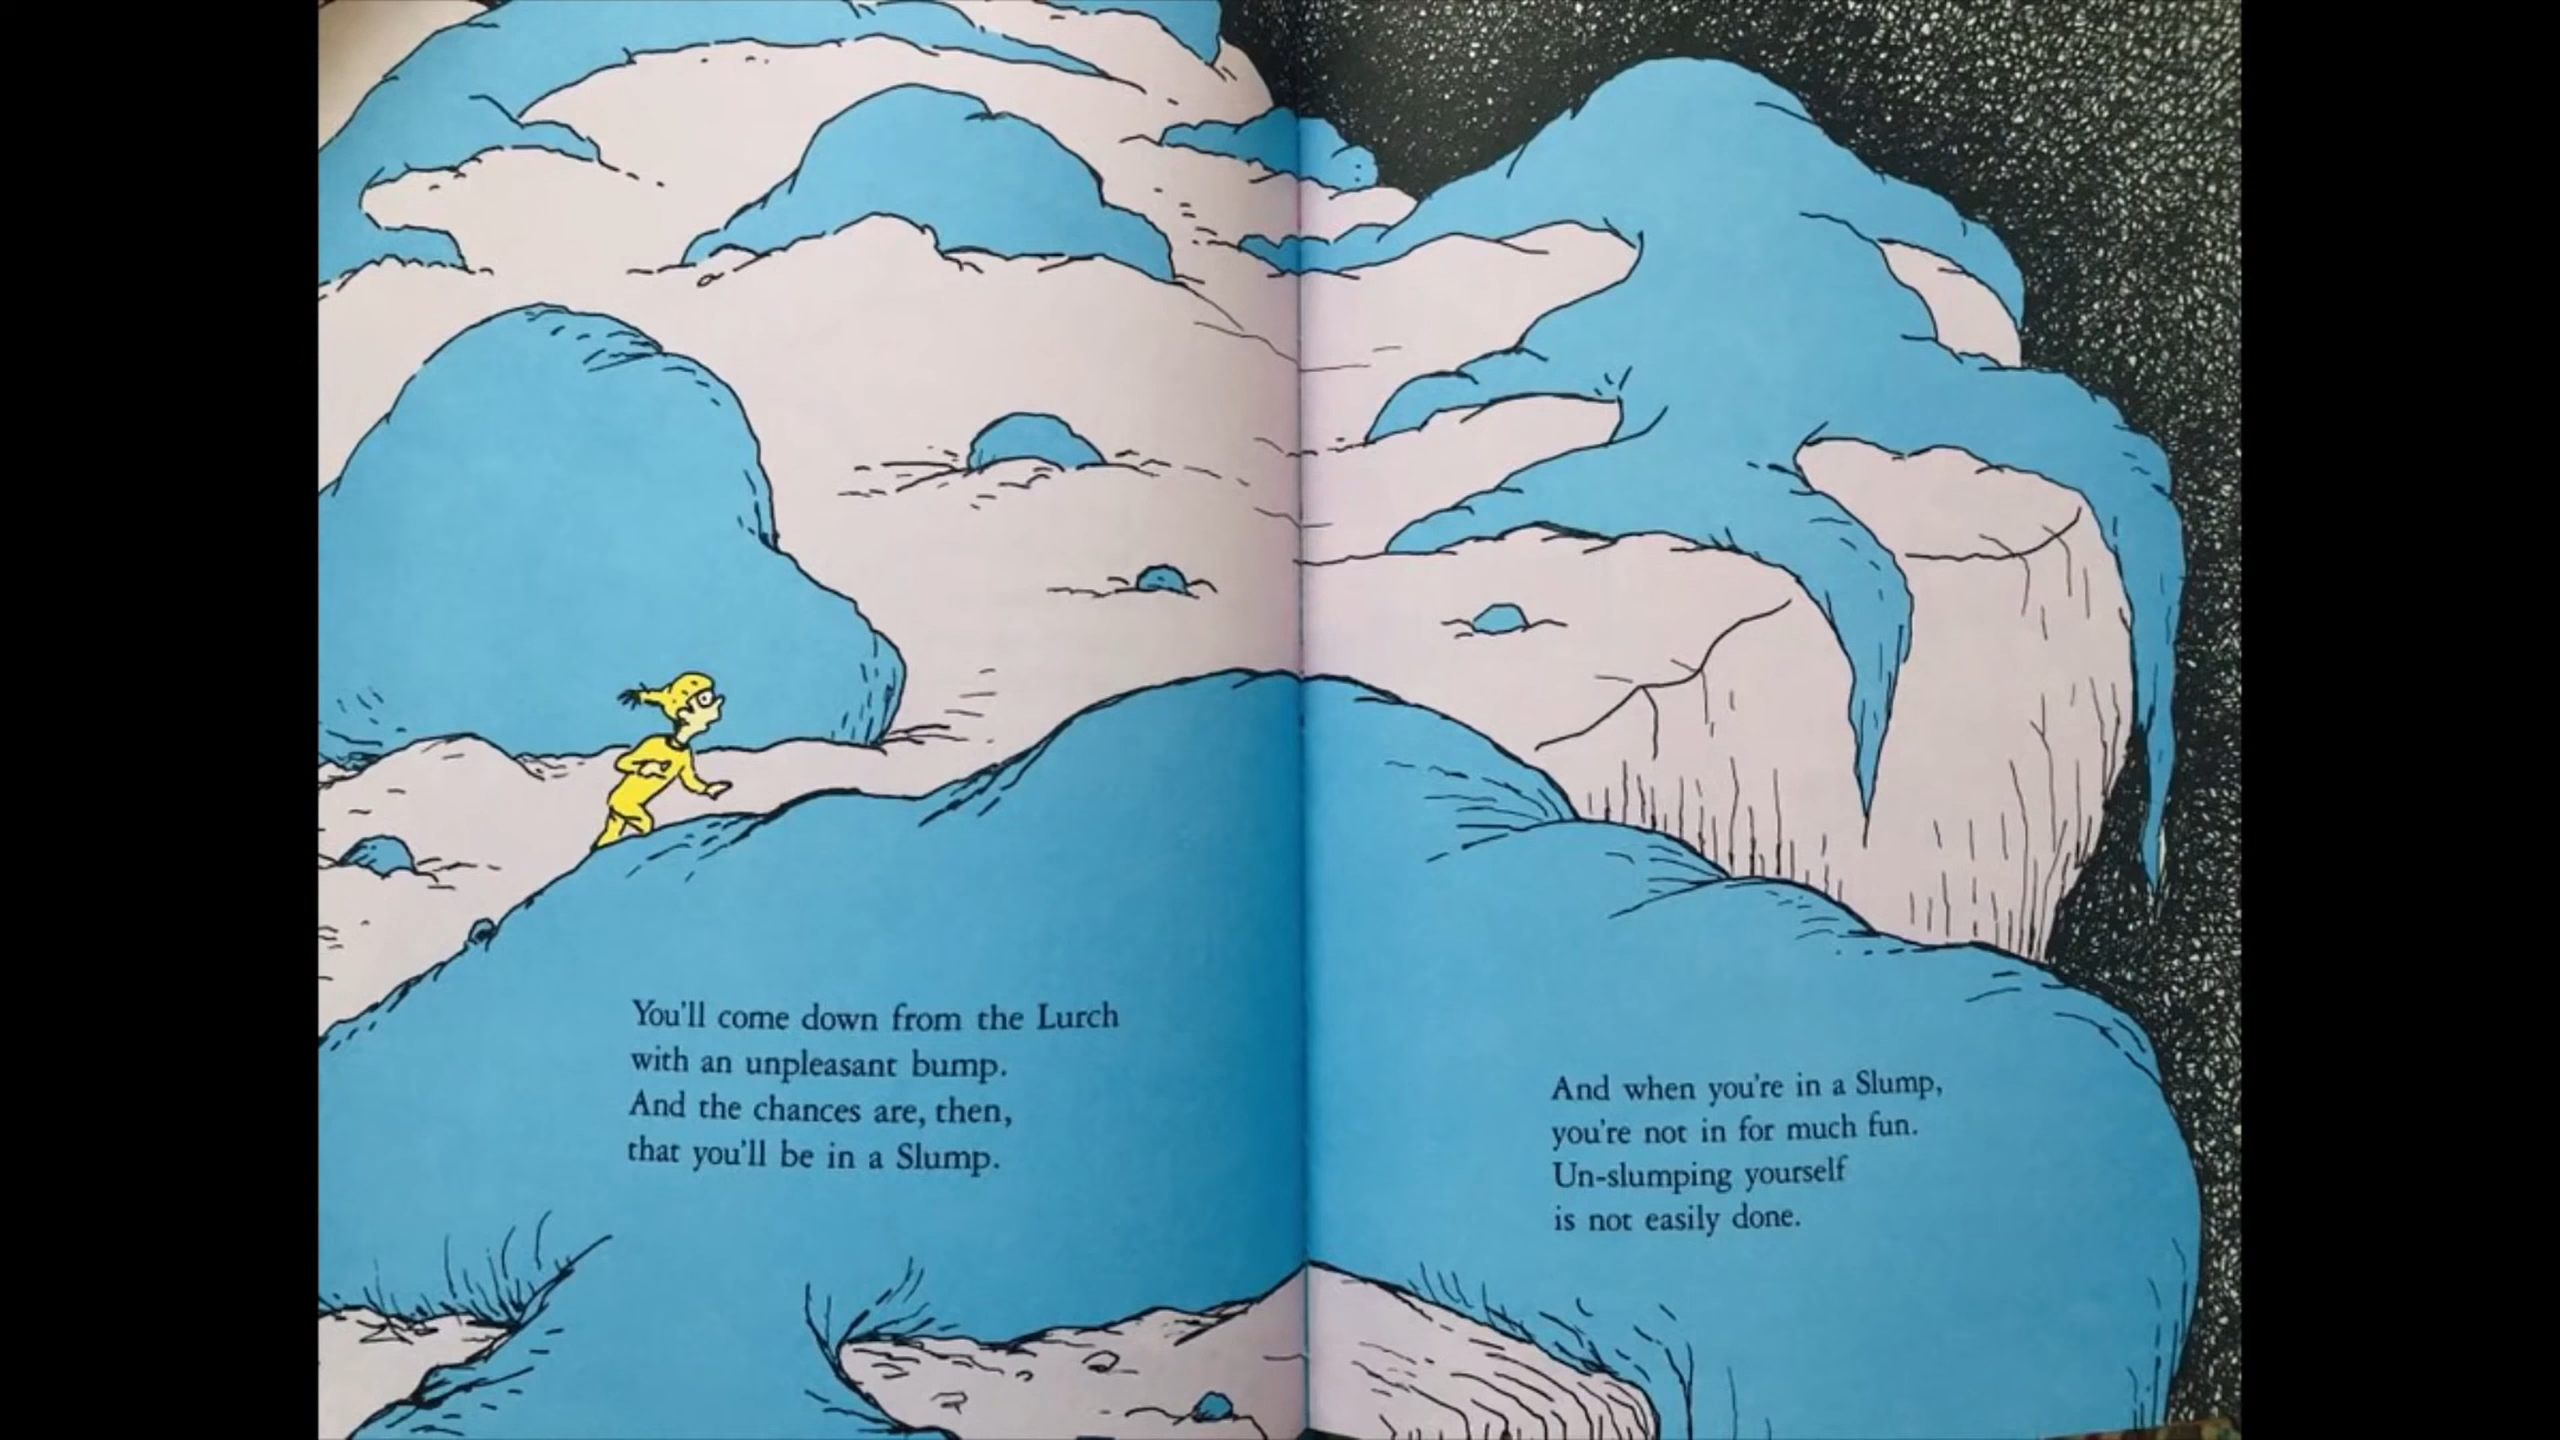 You'll come down from the Lurch
with an unpleasant bump.
And the chances are, then,
that you'll be in a Slump.
And when you're in a Slump,
you're not in for much fun.
Un-slumping yourself
is not easily done.